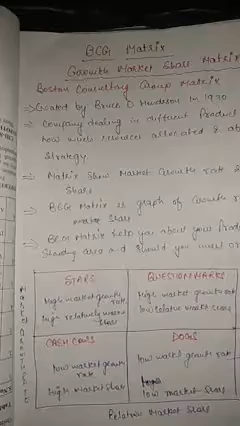 BCG Matrix
Growth Market Share Matrix
Boston Consulting Group Matrix
⇒ Created by Bruce D Henderson in 1970
⇒ Company dealing in different Product
how much resources allocated &
Strategy
⇒ Matrix Show Market Growth rate &
Share
⇒ BCG Matrix is graph of Growth
market Share
⇒ BCG Matrix help you about your
Standing area and should you invest or
STARS
High market growth
rate
high relatively market
Share
QUESTION MARKS
High market growth rate
low relative market share
CASH COWS
low market growth
rate
High market Share
DOGS
low market growth rate
low market Share
Relative Market Share